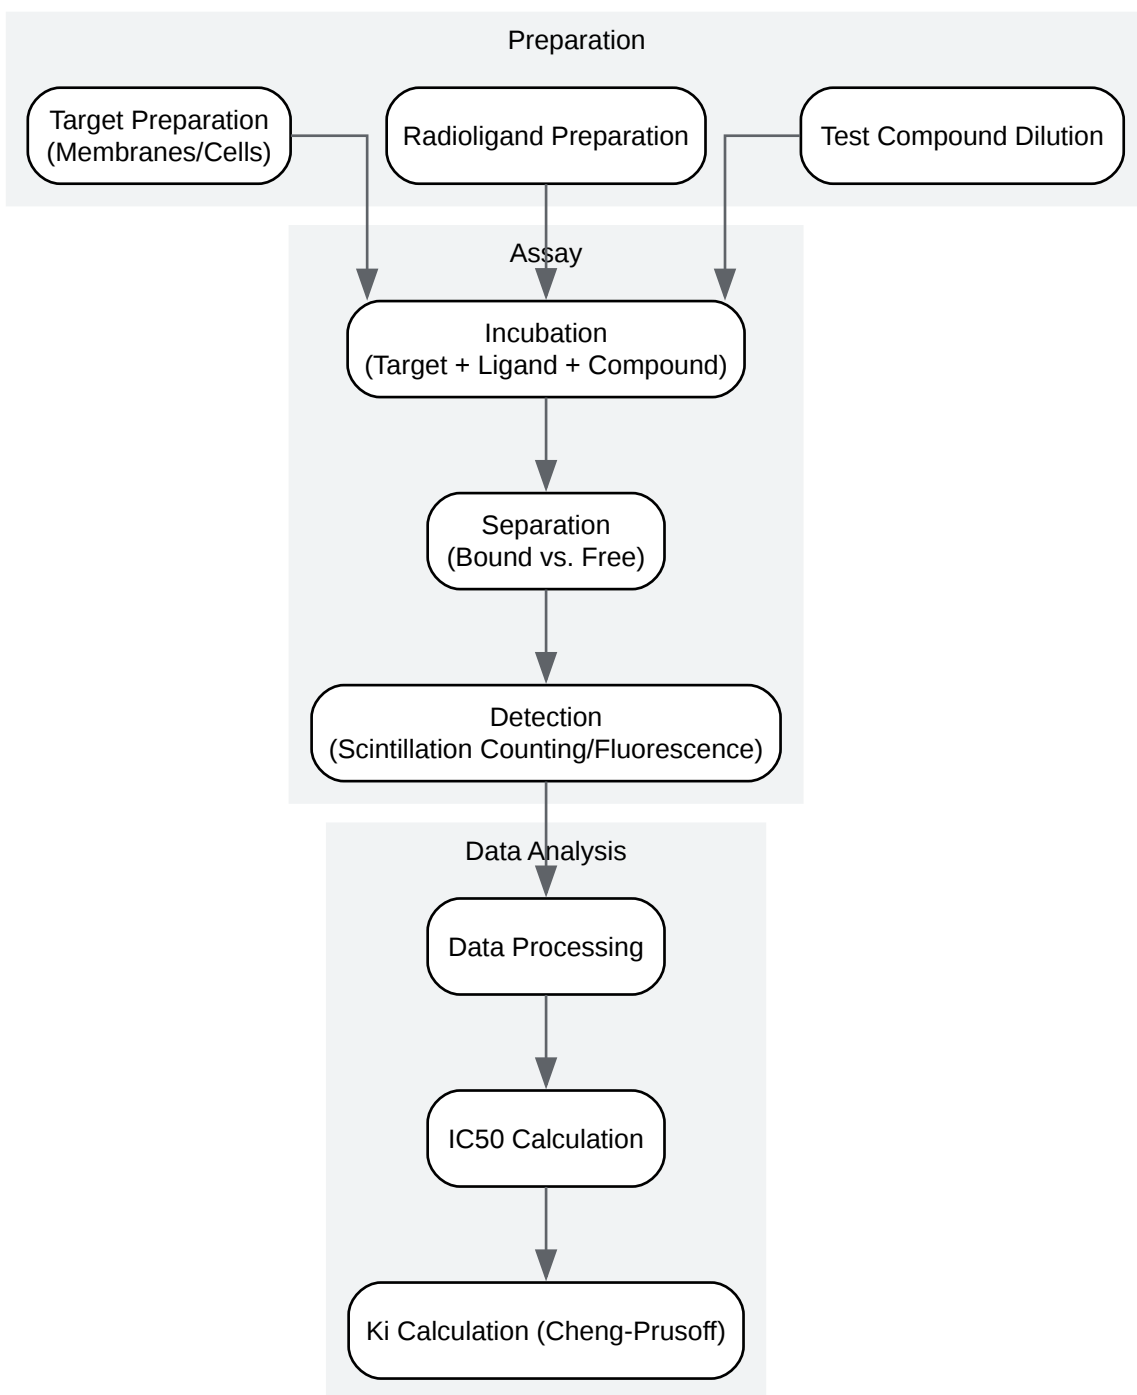 Preparation
Target Preparation
(Membranes/Cells)
Radioligand Preparation
Test Compound Dilution
Assay
Incubation
(Target + Ligand + Compound)
Separation
(Bound vs. Free)
Detection
(Scintillation Counting/Fluorescence)
Data Analysis
Data Processing
IC50 Calculation
Ki Calculation (Cheng-Prusoff)